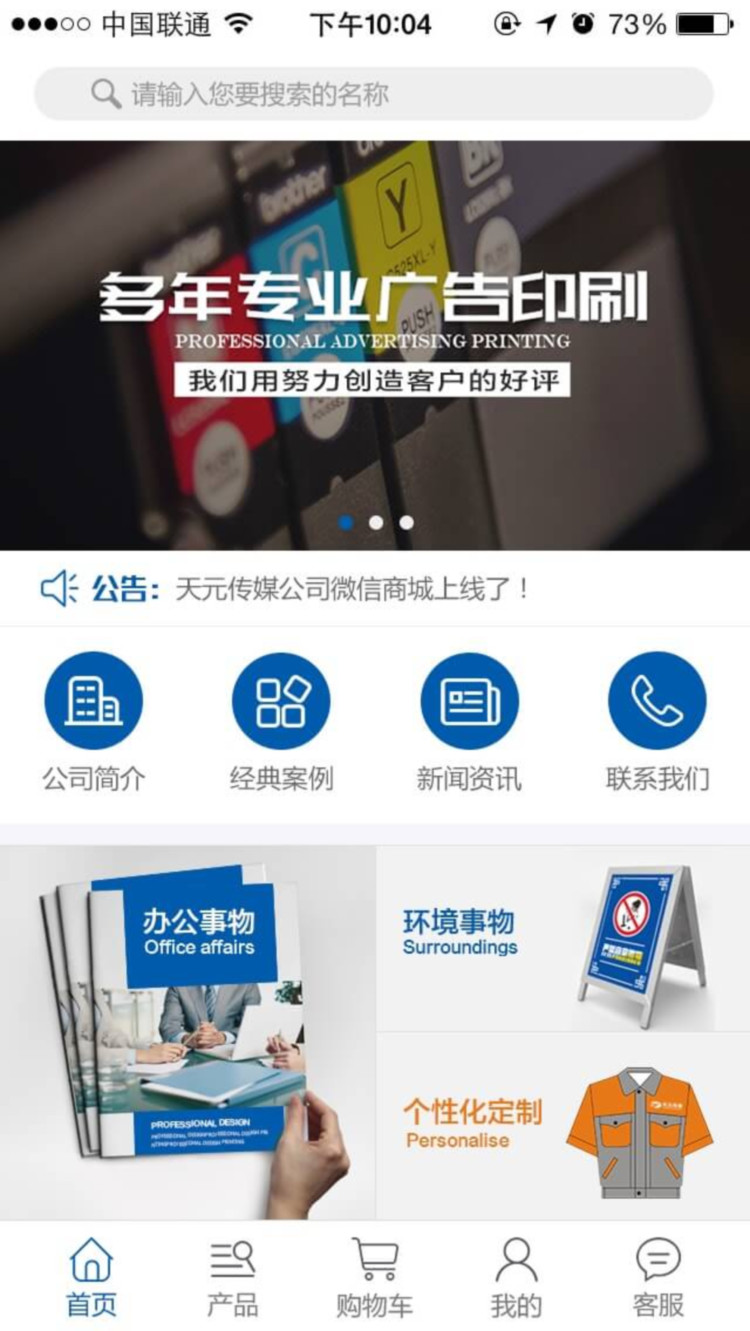 中国联通
下午10:04
73%
请输入您要搜索的名称
brother
Y
PUSH
多年专业广告印刷
PROFESSIONAL ADVERTISING PRINTING
我们用努力创造客户的好评
公告:
天元传媒公司微信商城上线了!
公司简介
经典案例
新闻资讯
联系我们
办公事物
Office affairs
PROFESSIONAL DESIGN
环境事物
Surroundings
个性化定制
Personalise
首页
产品
购物车
我的
客服